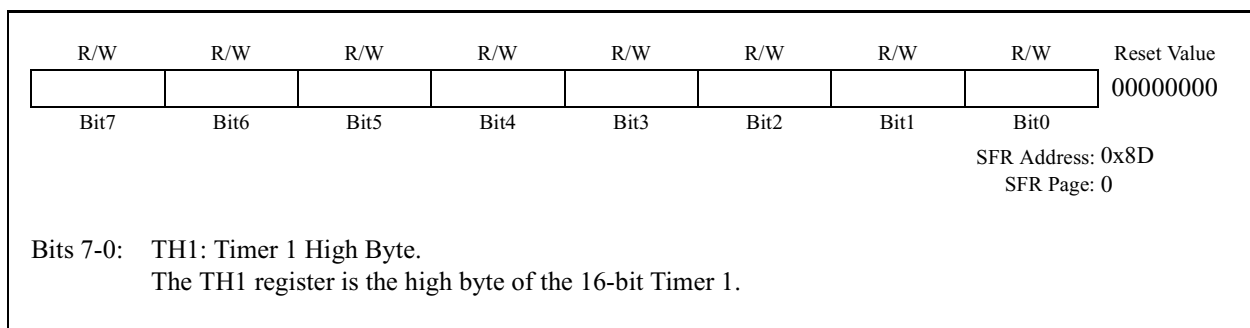 R/W R/W R/W R/W R/W R/W R/W R/W Reset Value
00000000
Bit7 Bit6 Bit5 Bit4 Bit3 Bit2 Bit1 Bit0
SFR Address: 0x8D
SFR Page: 0
Bits 7-0: TH1: Timer 1 High Byte.
The TH1 register is the high byte of the 16-bit Timer 1.